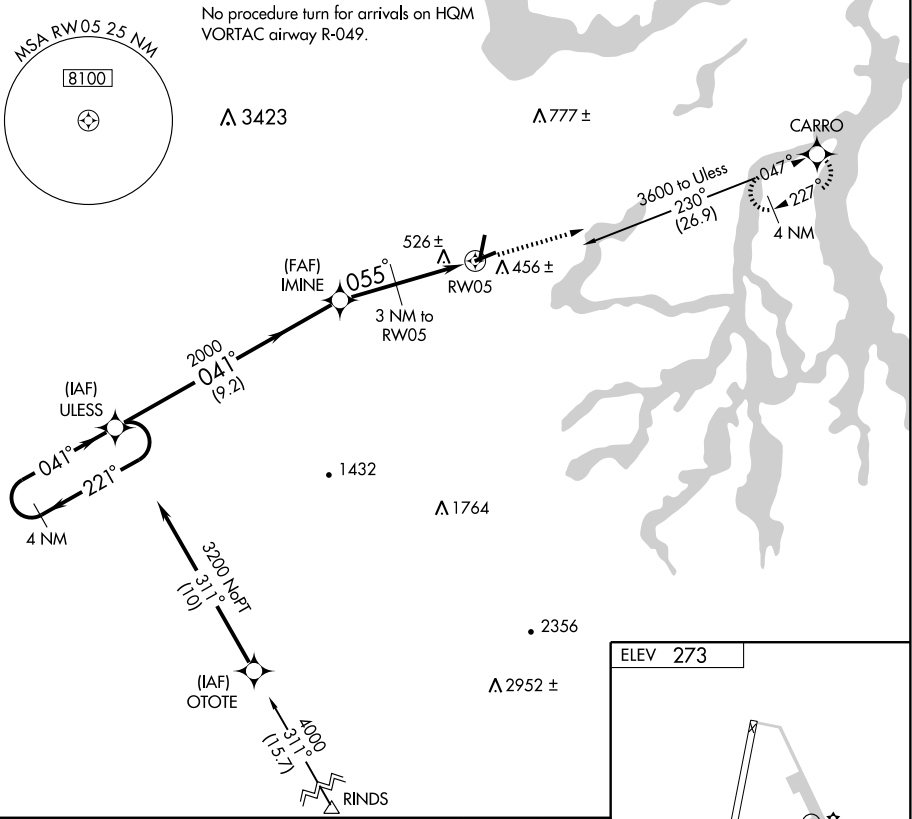 No procedure turn for arrivals on HQM
VORTAC airway R-049.
MSA RW05 25 NM
8100
3423
777 ±
CARRO
3600 to Uless
230°
(26.9)
047°
227°
4 NM
526 ±
456 ±
RW05
(FAF)
IMINE
055°
3 NM to
RW05
2000
041°
(9.2)
(IAF)
ULESS
041°
221°
4 NM
1432
1764
3200 NoPT
311°
(10)
2356
(IAF)
OTOTE
2952 ±
4000
311°
(15.7)
RINDS
ELEV 273
X